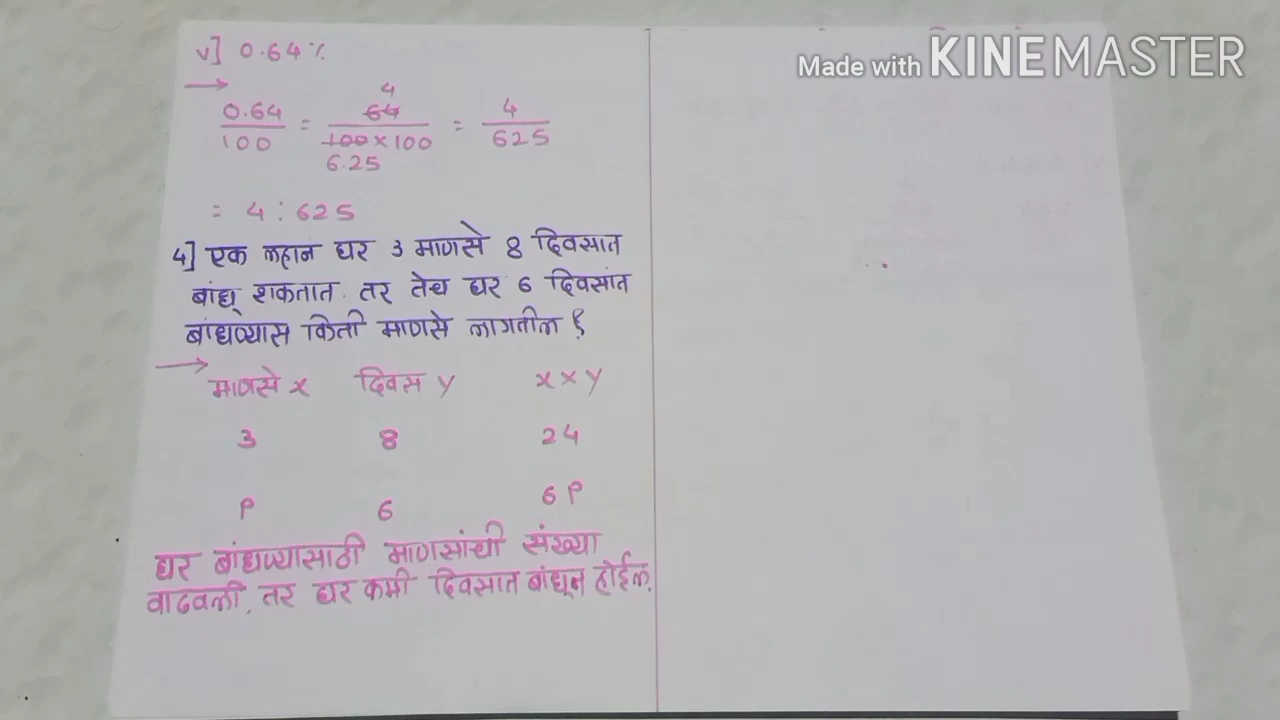 Made with KINEMASTER
v] 0.64%
→
0.64/100 = 64/100×100 = 4/625
4
6.25
= 4 : 625
4] एक लहान घर 3 माणसे 8 दिवसात
बांधू शकतात. तर तेच घर 6 दिवसांत
बांधण्यास किती माणसे लागतील ?
→
माणसे x दिवस y x×y
3 8 24
P 6 6P
घर बांधण्यासाठी माणसांची संख्या
वाढवली, तर घर कमी दिवसात बांधून होईल.